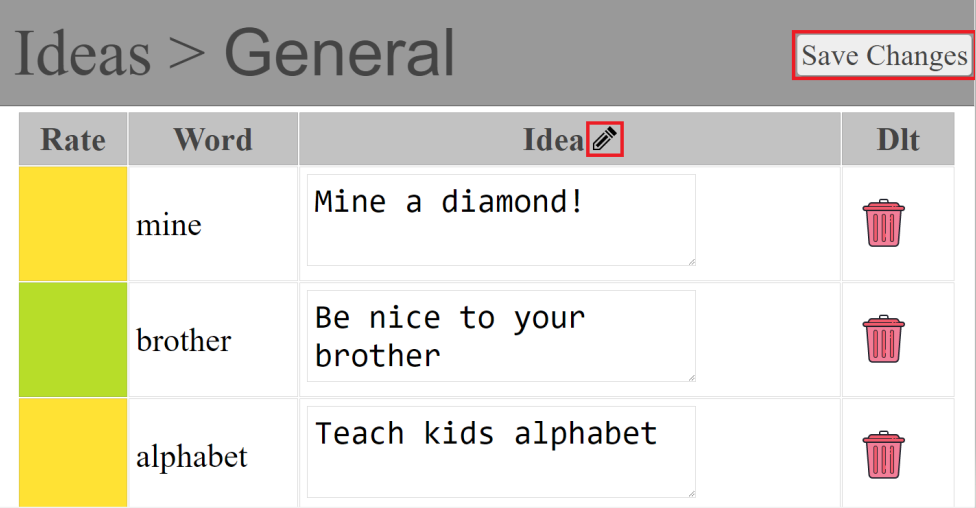 Ideas > General
Save Changes
Rate Word Idea Dlt
mine
Mine a diamond!
brother
Be nice to your
brother
alphabet
Teach kids alphabet